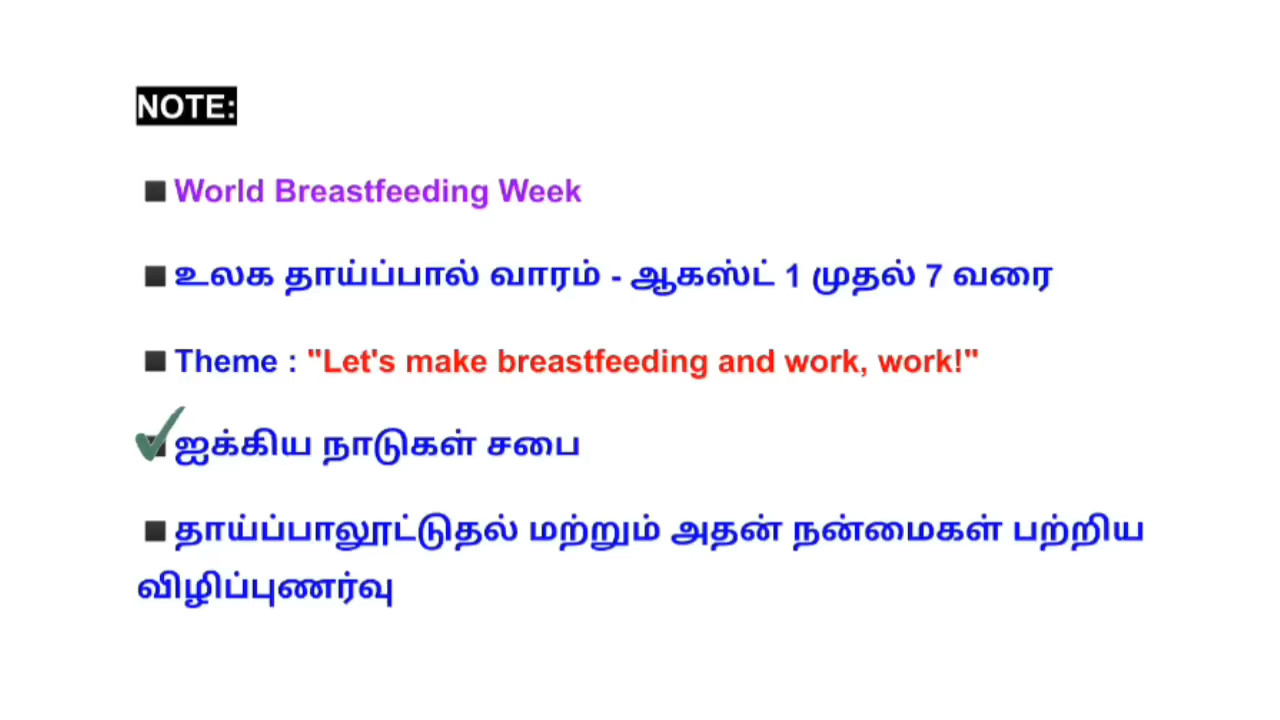 NOTE:
◾World Breastfeeding Week
◾உலக தாய்ப்பால் வாரம் - ஆகஸ்ட் 1 முதல் 7 வரை
◾Theme : "Let's make breastfeeding and work, work!"
◾ஐக்கிய நாடுகள் சபை
◾தாய்ப்பாலூட்டுதல் மற்றும் அதன் நன்மைகள் பற்றிய
விழிப்புணர்வு